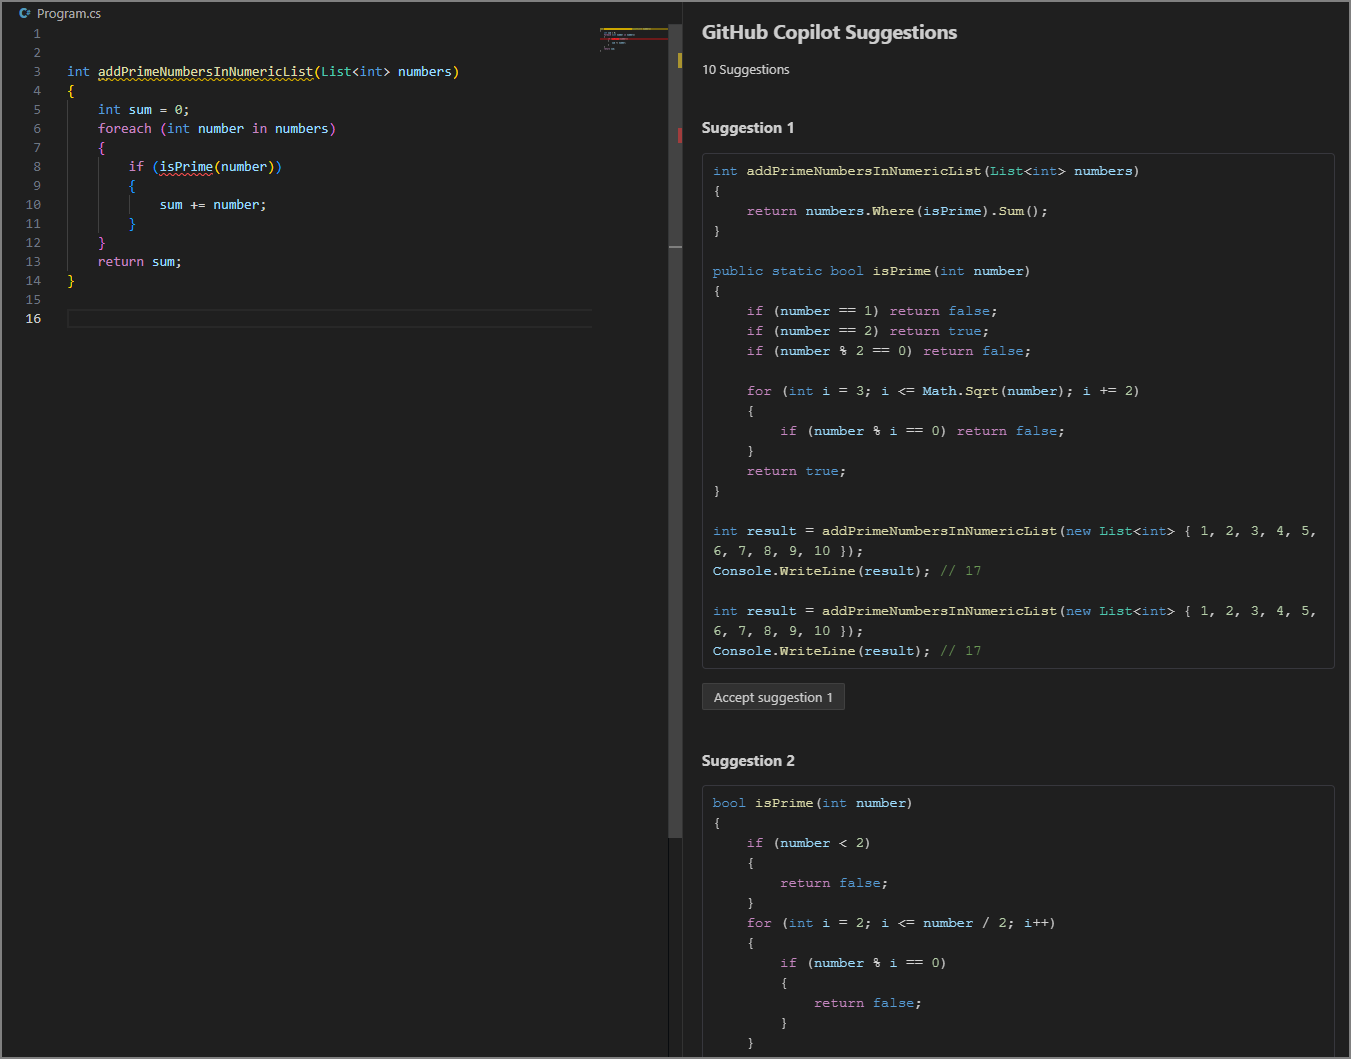 Program.cs
1
2
3 int addPrimeNumbersInNumericList(List<int> numbers)
4 {
5     int sum = 0;
6     foreach (int number in numbers)
7     {
8         if (isPrime(number))
9         {
10             sum += number;
11         }
12     }
13     return sum;
14 }
15
16
GitHub Copilot Suggestions
10 Suggestions
Suggestion 1
int addPrimeNumbersInNumericList(List<int> numbers)
{
    return numbers.Where(isPrime).Sum();
}
public static bool isPrime(int number)
{
    if (number == 1) return false;
    if (number == 2) return true;
    if (number % 2 == 0) return false;
    for (int i = 3; i <= Math.Sqrt(number); i += 2)
    {
        if (number % i == 0) return false;
    }
    return true;
}
int result = addPrimeNumbersInNumericList(new List<int> { 1, 2, 3, 4, 5,
6, 7, 8, 9, 10 });
Console.WriteLine(result); // 17
int result = addPrimeNumbersInNumericList(new List<int> { 1, 2, 3, 4, 5,
6, 7, 8, 9, 10 });
Console.WriteLine(result); // 17
Accept suggestion 1
Suggestion 2
bool isPrime(int number)
{
    if (number < 2)
    {
        return false;
    }
    for (int i = 2; i <= number / 2; i++)
    {
        if (number % i == 0)
        {
            return false;
        }
    }